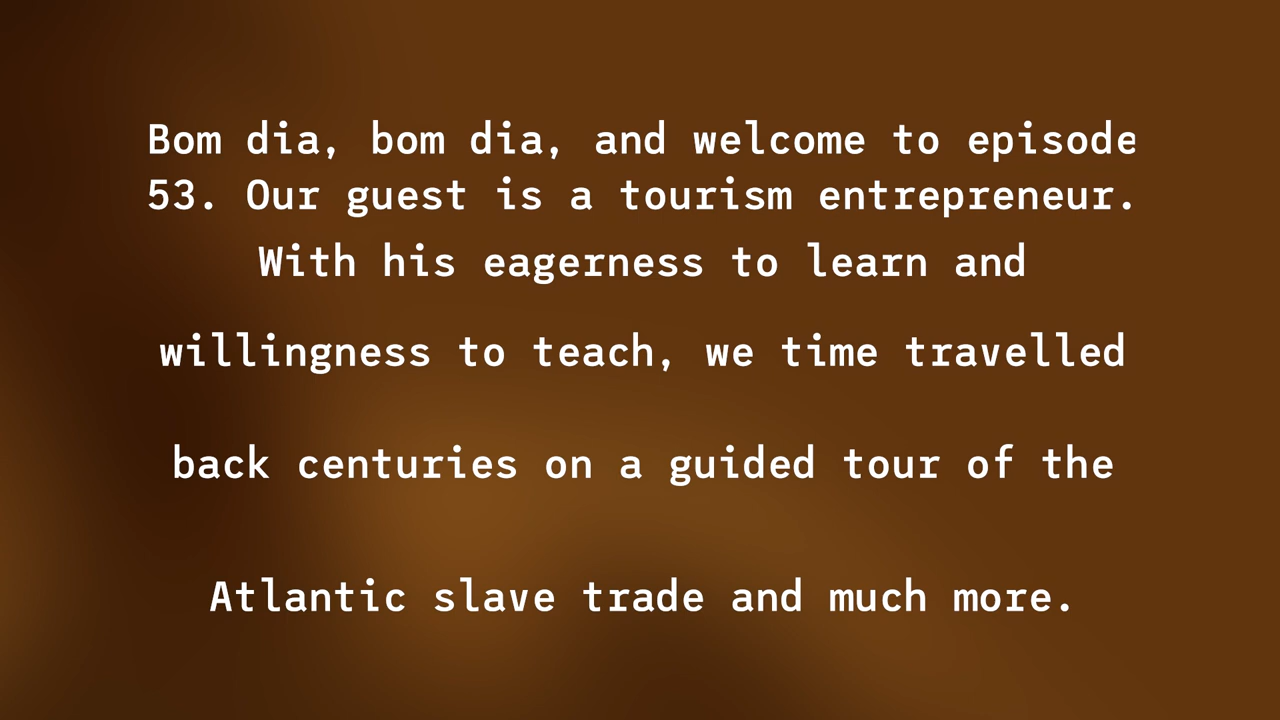 Bom dia, bom dia, and welcome to episode
53. Our guest is a tourism entrepreneur.
With his eagerness to learn and
willingness to teach, we time travelled
back centuries on a guided tour of the
Atlantic slave trade and much more.